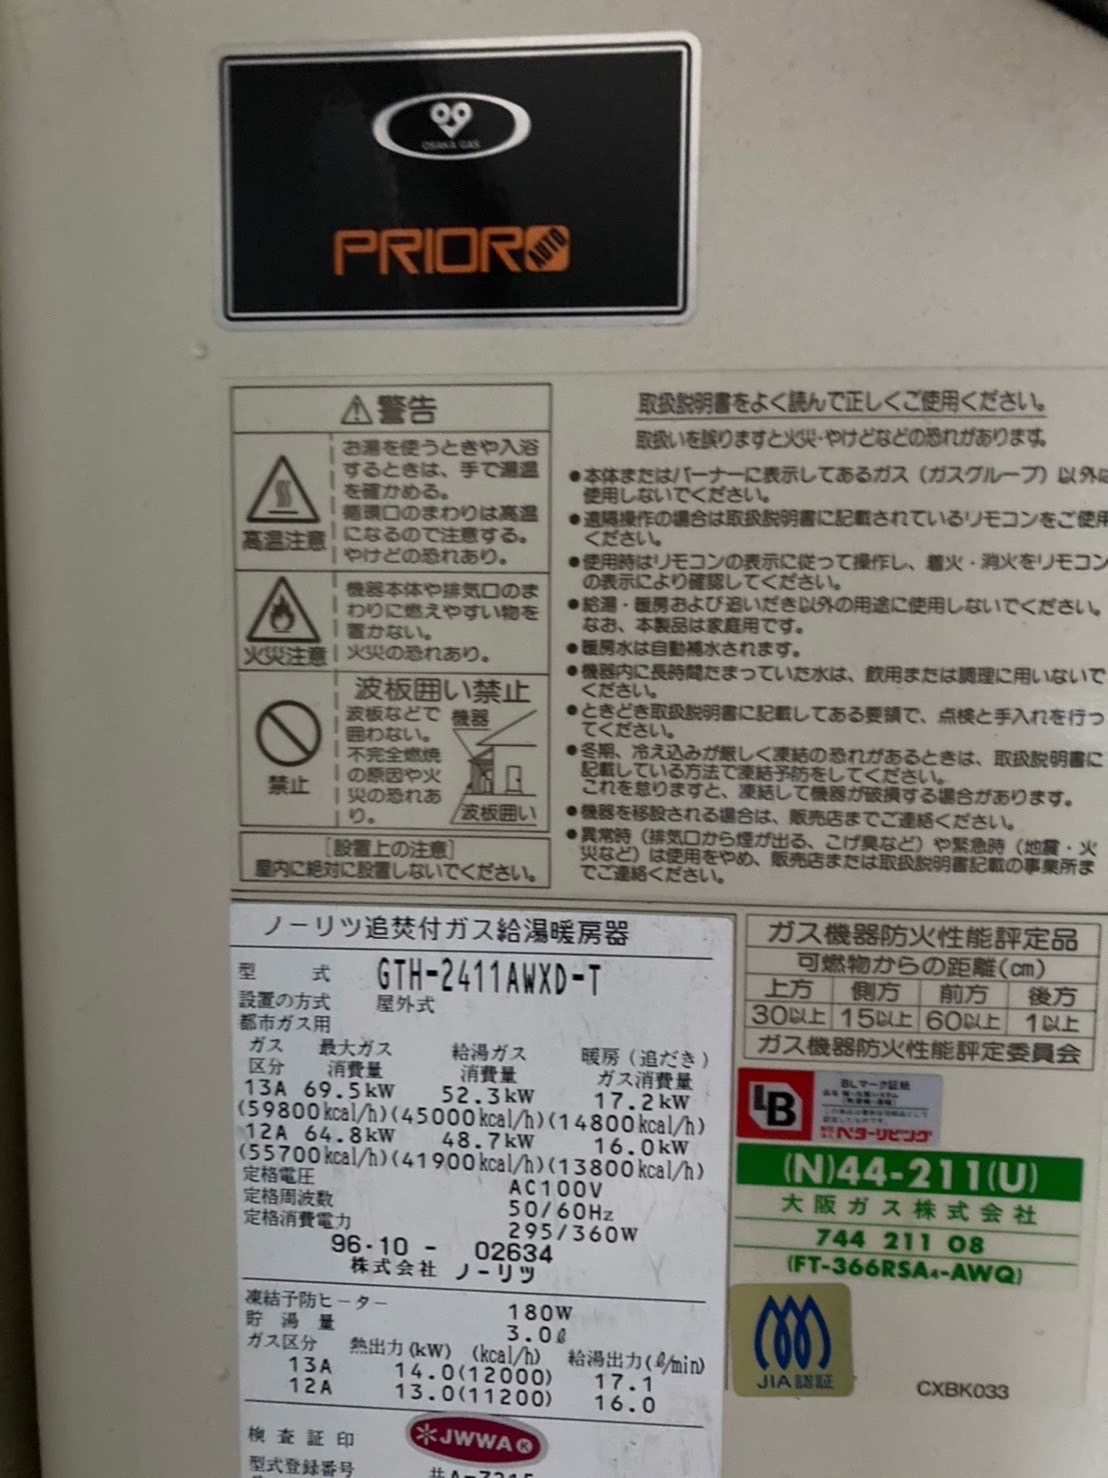 OSAKA GAS
PRIOR AUTO
⚠警告
お湯を使うときや入浴
するときは、手で湯温
を確かめる。
循環口のまわりは高温
になるので注意する。
やけどの恐れあり。
高温注意
機器本体や排気口のま
わりに燃えやすい物を
置かない。
火災の恐れあり。
火災注意
波板囲い禁止
波板などで
囲わない。
不完全燃焼
の原因や火
災の恐れあ
り。
機器
波板囲い
禁止
[設置上の注意]
屋内に絶対に設置しないでください。
取扱説明書をよく読んで正しくご使用ください。
取扱いを誤りますと火災・やけどなどの恐れがあります。
●本体またはバーナーに表示してあるガス（ガスグループ）以外は
使用しないでください。
●遠隔操作の場合は取扱説明書に記載されているリモコンをご使用
ください。
●使用時はリモコンの表示に従って操作し、着火・消火をリモコン
の表示により確認してください。
●給湯・暖房および追いだき以外の用途に使用しないでください。
なお、本製品は家庭用です。
●暖房水は自動補水されます。
●機器内に長時間たまっていた水は、飲用または調理に用いないで
ください。
●ときどき取扱説明書に記載してある要領で、点検と手入れを行っ
てください。
●冬期、冷え込みが厳しく凍結の恐れがあるときは、取扱説明書に
記載している方法で凍結予防をしてください。
これを怠りますと、凍結して機器が破損する場合があります。
●機器を移設される場合は、販売店までご連絡ください。
●異常時（排気口から煙が出る、こげ臭など）や緊急時（地震・火
災など）は使用をやめ、販売店または取扱説明書記載の事業所ま
でご連絡ください。
ノーリツ追焚付ガス給湯暖房器
型 式 GTH-2411AWXD-T
設置の方式 屋外式
都市ガス用
ガス 最大ガス 給湯ガス 暖房(追だき)
区分 消費量 消費量 ガス消費量
13A 69.5kW 52.3kW 17.2kW
(59800kcal/h)(45000kcal/h)(14800kcal/h)
12A 64.8kW 48.7kW 16.0kW
(55700kcal/h)(41900kcal/h)(13800kcal/h)
定格電圧 AC100V
定格周波数 50/60Hz
定格消費電力 295/360W
96・10 - 02634
株式会社 ノーリツ
凍結予防ヒーター 180W
貯湯量 3.0ℓ
ガス区分 熱出力(kW) (kcal/h) 給湯出力(ℓ/min)
13A 14.0(12000) 17.1
12A 13.0(11200) 16.0
検査証印 JWWA K
型式登録番号
ガス機器防火性能評定品
可燃物からの距離(cm)
上方 側方 前方 後方
30以上 15以上 60以上 1以上
ガス機器防火性能評定委員会
LB
BLマーク証紙
ベターリビング
(N)44-211(U)
大阪ガス株式会社
744 211 08
(FT-366RSA4-AWQ)
JIA認証
CXBK033